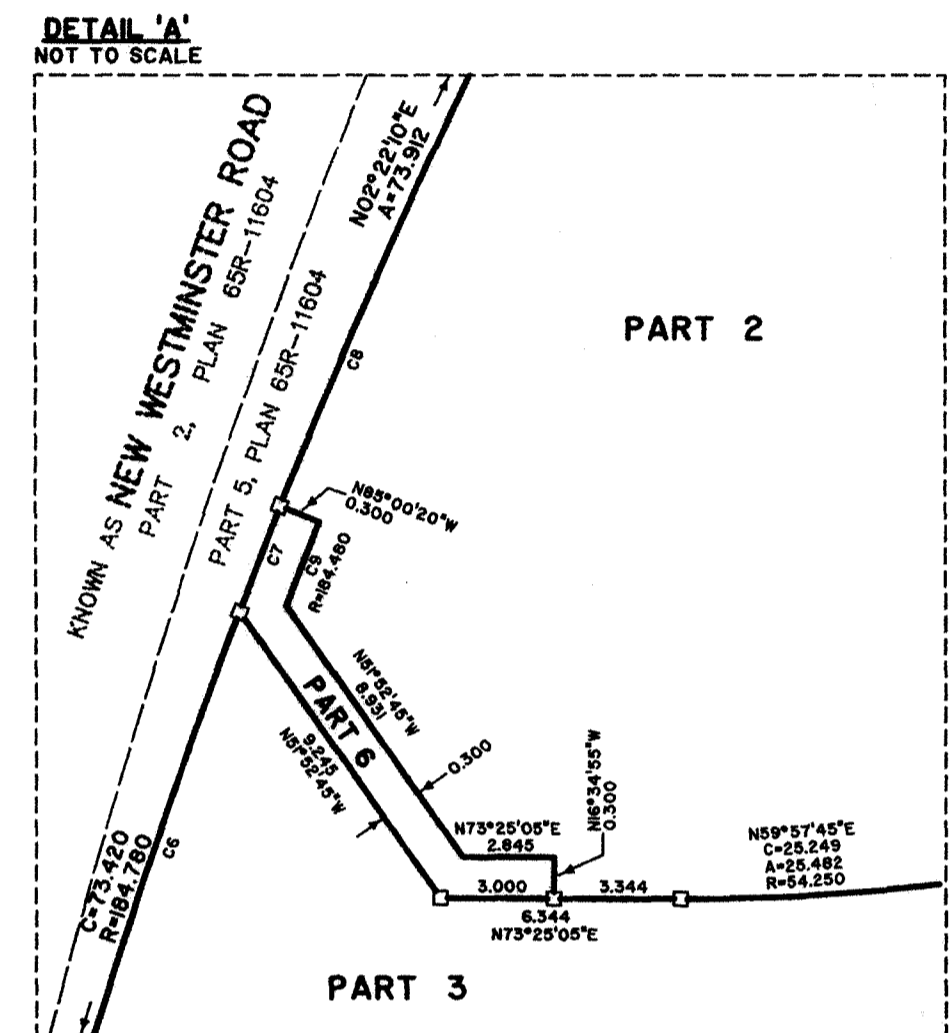 DETAIL 'A'
NOT TO SCALE
KNOWN AS NEW WESTMINSTER ROAD
PART 2, PLAN 65R-11604
PART 5, PLAN 65R-11604
N02°22'10"E
A=73.912
C8
PART 2
N85°00'20"W
0.300
C7
C9
R=184.480
N51°52'45"W
8.931
PART 6
9.245
N51°52'45"W
0.300
N16°34'55"W
0.300
N73°25'05"E
2.845
N59°57'45"E
C=25.249
A=25.482
R=54.250
3.000
3.344
6.344
N73°25'05"E
C6
C=73.420
R=184.780
PART 3